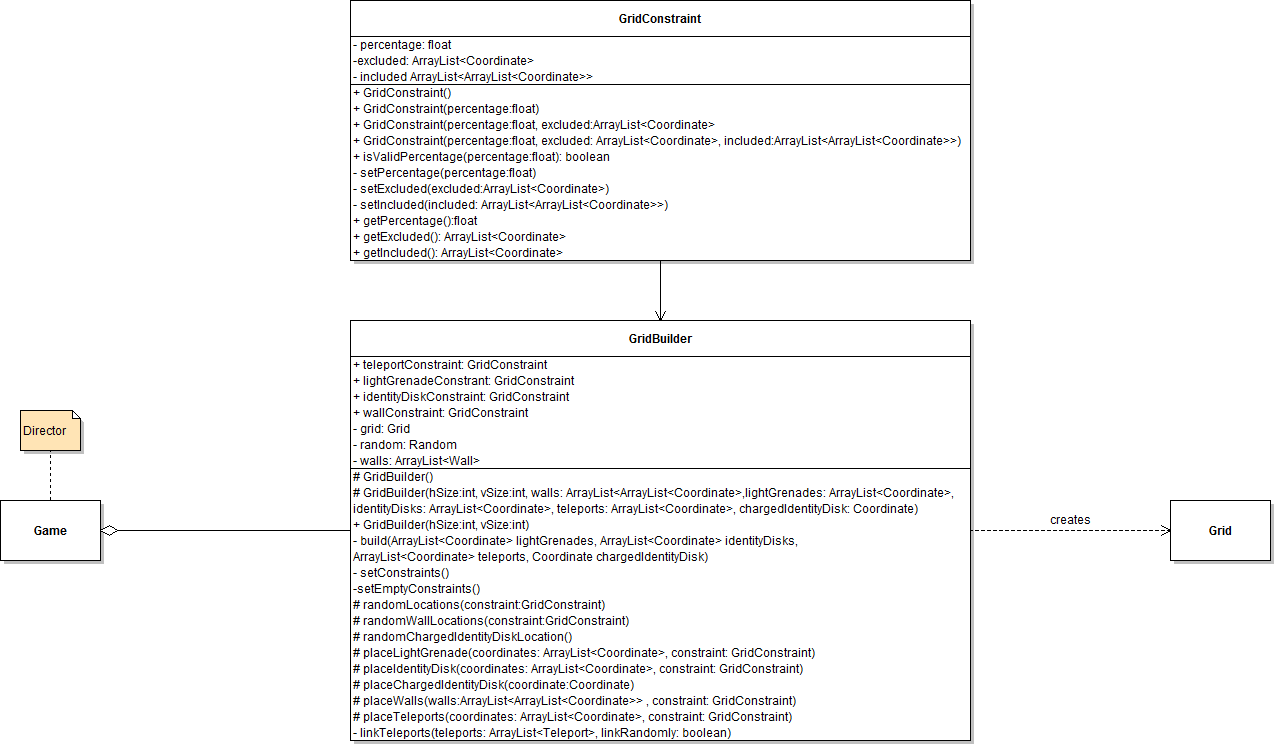 GridConstraint
- percentage: float
-excluded: ArrayList<Coordinate>
- included ArrayList<ArrayList<Coordinate>>
+ GridConstraint()
+ GridConstraint(percentage:float)
+ GridConstraint(percentage:float, excluded:ArrayList<Coordinate>
+ GridConstraint(percentage:float, excluded: ArrayList<Coordinate>, included:ArrayList<ArrayList<Coordinate>>)
+ isValidPercentage(percentage:float): boolean
- setPercentage(percentage:float)
- setExcluded(excluded:ArrayList<Coordinate>)
- setIncluded(included: ArrayList<ArrayList<Coordinate>>)
+ getPercentage():float
+ getExcluded(): ArrayList<Coordinate>
+ getIncluded(): ArrayList<Coordinate>
GridBuilder
+ teleportConstraint: GridConstraint
+ lightGrenadeConstrant: GridConstraint
+ identityDiskConstraint: GridConstraint
+ wallConstraint: GridConstraint
- grid: Grid
- random: Random
- walls: ArrayList<Wall>
# GridBuilder()
# GridBuilder(hSize:int, vSize:int, walls: ArrayList<ArrayList<Coordinate>,lightGrenades: ArrayList<Coordinate>,
identityDisks: ArrayList<Coordinate>, teleports: ArrayList<Coordinate>, chargedIdentityDisk: Coordinate)
+ GridBuilder(hSize:int, vSize:int)
- build(ArrayList<Coordinate> lightGrenades, ArrayList<Coordinate> identityDisks,
ArrayList<Coordinate> teleports, Coordinate chargedIdentityDisk)
- setConstraints()
-setEmptyConstraints()
# randomLocations(constraint:GridConstraint)
# randomWallLocations(constraint:GridConstraint)
# randomChargedIdentityDiskLocation()
# placeLightGrenade(coordinates: ArrayList<Coordinate>, constraint: GridConstraint)
# placeIdentityDisk(coordinates: ArrayList<Coordinate>, constraint: GridConstraint)
# placeChargedIdentityDisk(coordinate:Coordinate)
# placeWalls(walls:ArrayList<ArrayList<Coordinate>> , constraint: GridConstraint)
# placeTeleports(coordinates: ArrayList<Coordinate>, constraint: GridConstraint)
- linkTeleports(teleports: ArrayList<Teleport>, linkRandomly: boolean)
Director
Game
creates
Grid